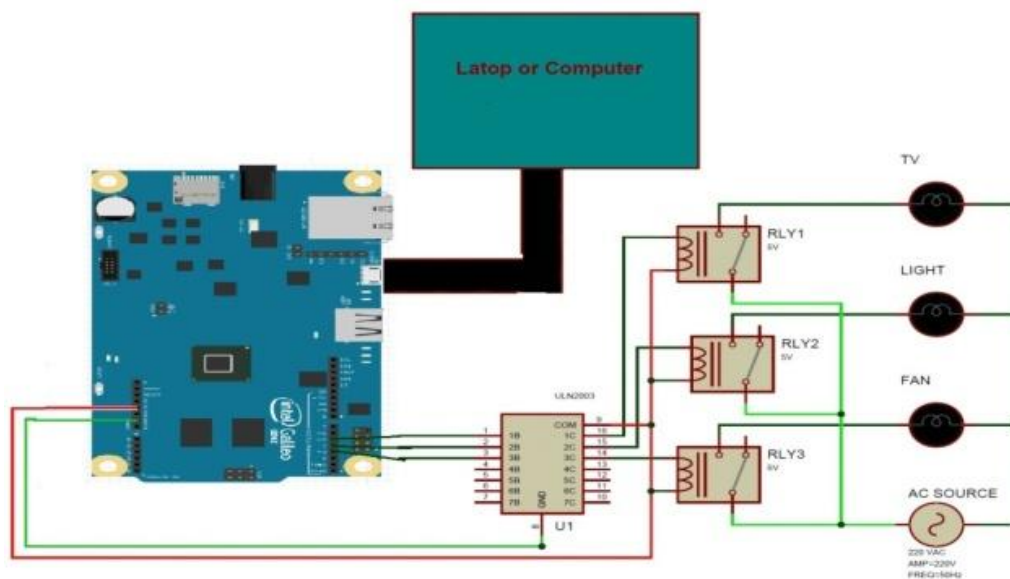 Latop or Computer
TV
RLY1
5V
LIGHT
RLY2
5V
FAN
RLY3
5V
ULN2003
1 1B COM 9
2 2B 1C 16
3 3B 2C 15
4 4B 3C 14
5 5B 4C 13
6 6B 5C 12
7 7B 6C 11
7C 10
GND
8
U1
intel
Galileo
AC SOURCE
220 VAC
AMP=220V
FREQ=50Hz